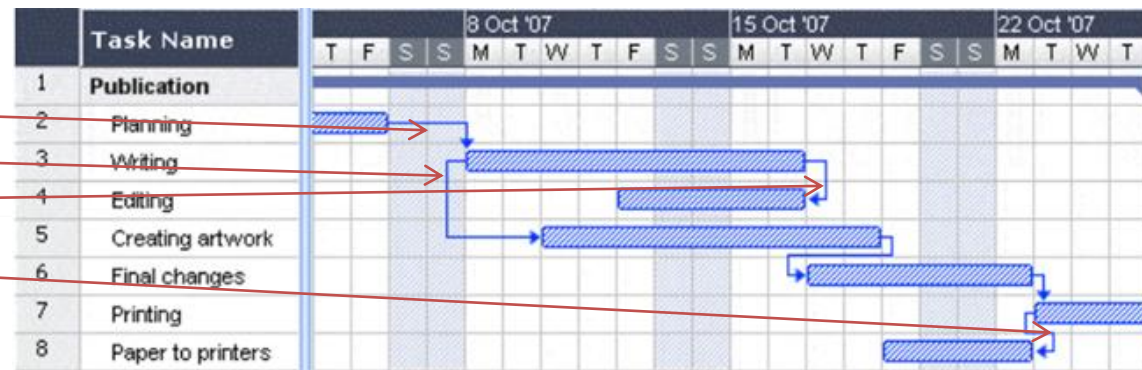 8 Oct '07 15 Oct '07 22 Oct '07
Task Name
T F S S M T W T F S S M T W T F S S M T W T
1 Publication
2 Planning
3 Writing
4 Editing
5 Creating artwork
6 Final changes
7 Printing
8 Paper to printers